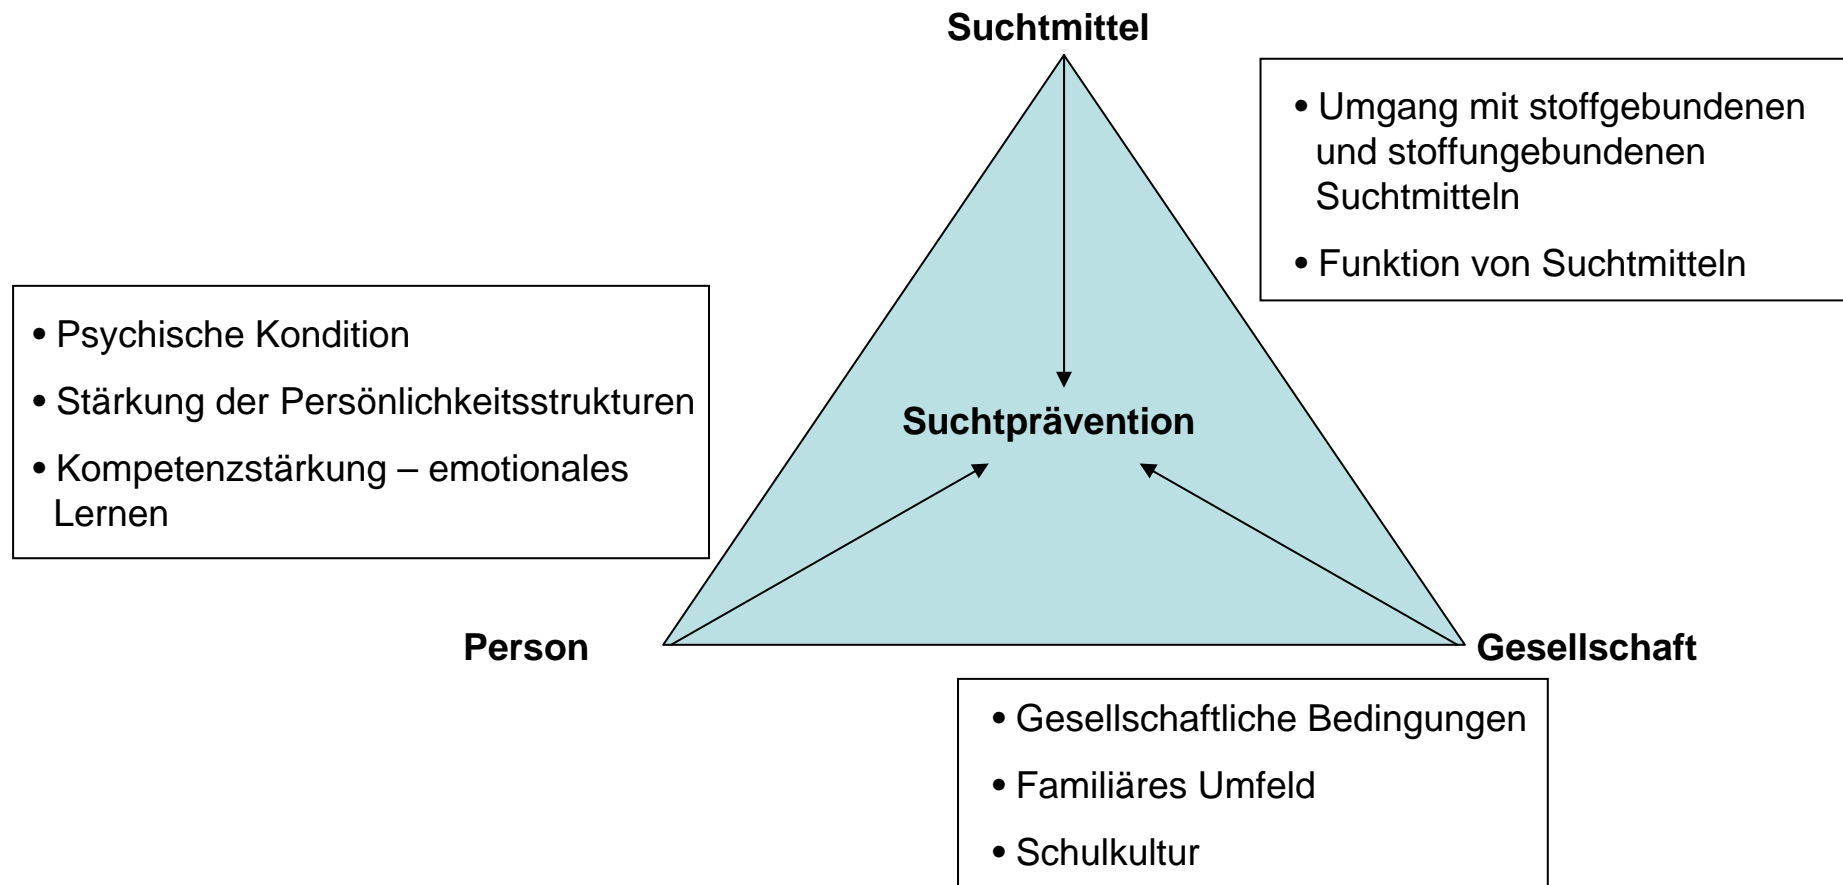 Suchtmittel
• Umgang mit stoffgebundenen
und stoffungebundenen
Suchtmitteln
• Funktion von Suchtmitteln
• Psychische Kondition
• Stärkung der Persönlichkeitsstrukturen
• Kompetenzstärkung – emotionales
Lernen
Suchtprävention
Person
Gesellschaft
• Gesellschaftliche Bedingungen
• Familiäres Umfeld
• Schulkultur